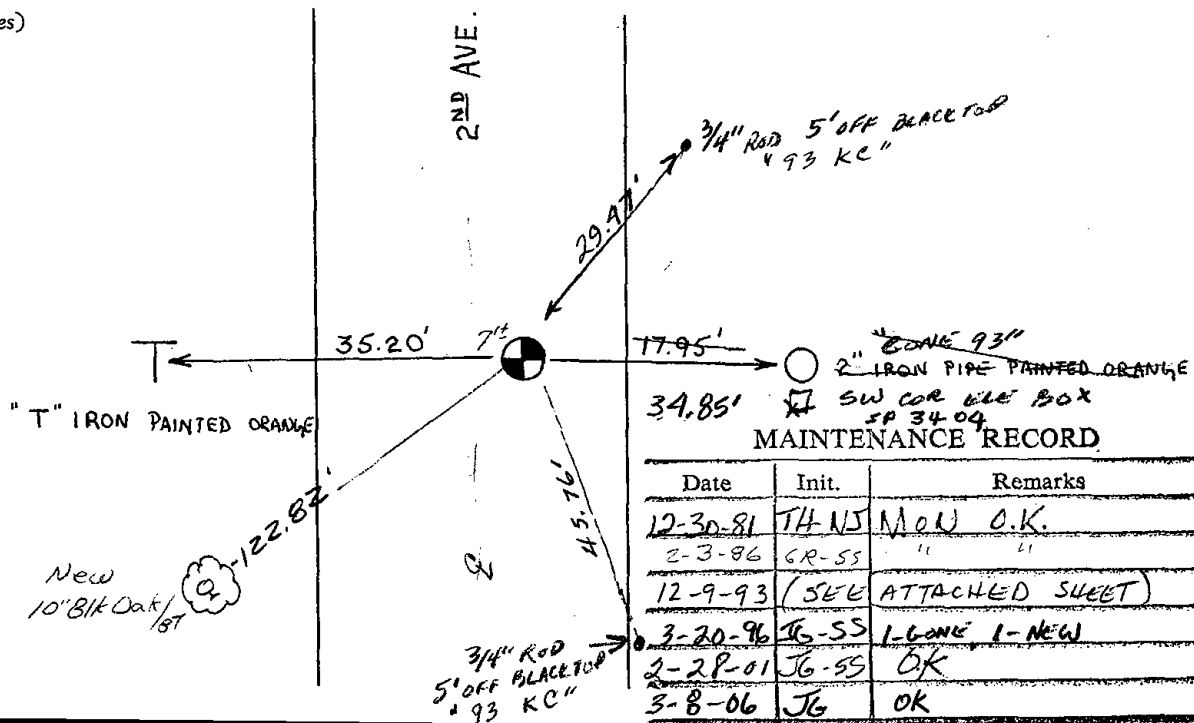 es)
2ND AVE.
3/4" ROD 5' OFF BLACKTOP
"93 KC"
29.47'
35.20'
7'±
17.95'
"GONE 93"
2" IRON PIPE PAINTED ORANGE
34.85'
SW COR ELE BOX
"T" IRON PAINTED ORANGE
122.82'
45.76'
New
10" Blk Oak/BT
3/4" ROD
5' OFF BLACKTOP
"93 KC"
MAINTENANCE RECORD
Date Init. Remarks
12-30-81 TH NJ MON O.K.
2-3-86 GR-SS " "
12-9-93 (SEE ATTACHED SHEET)
3-20-96 JG-SS 1-GONE 1-NEW
2-28-01 JG-SS O.K
3-8-06 JG OK